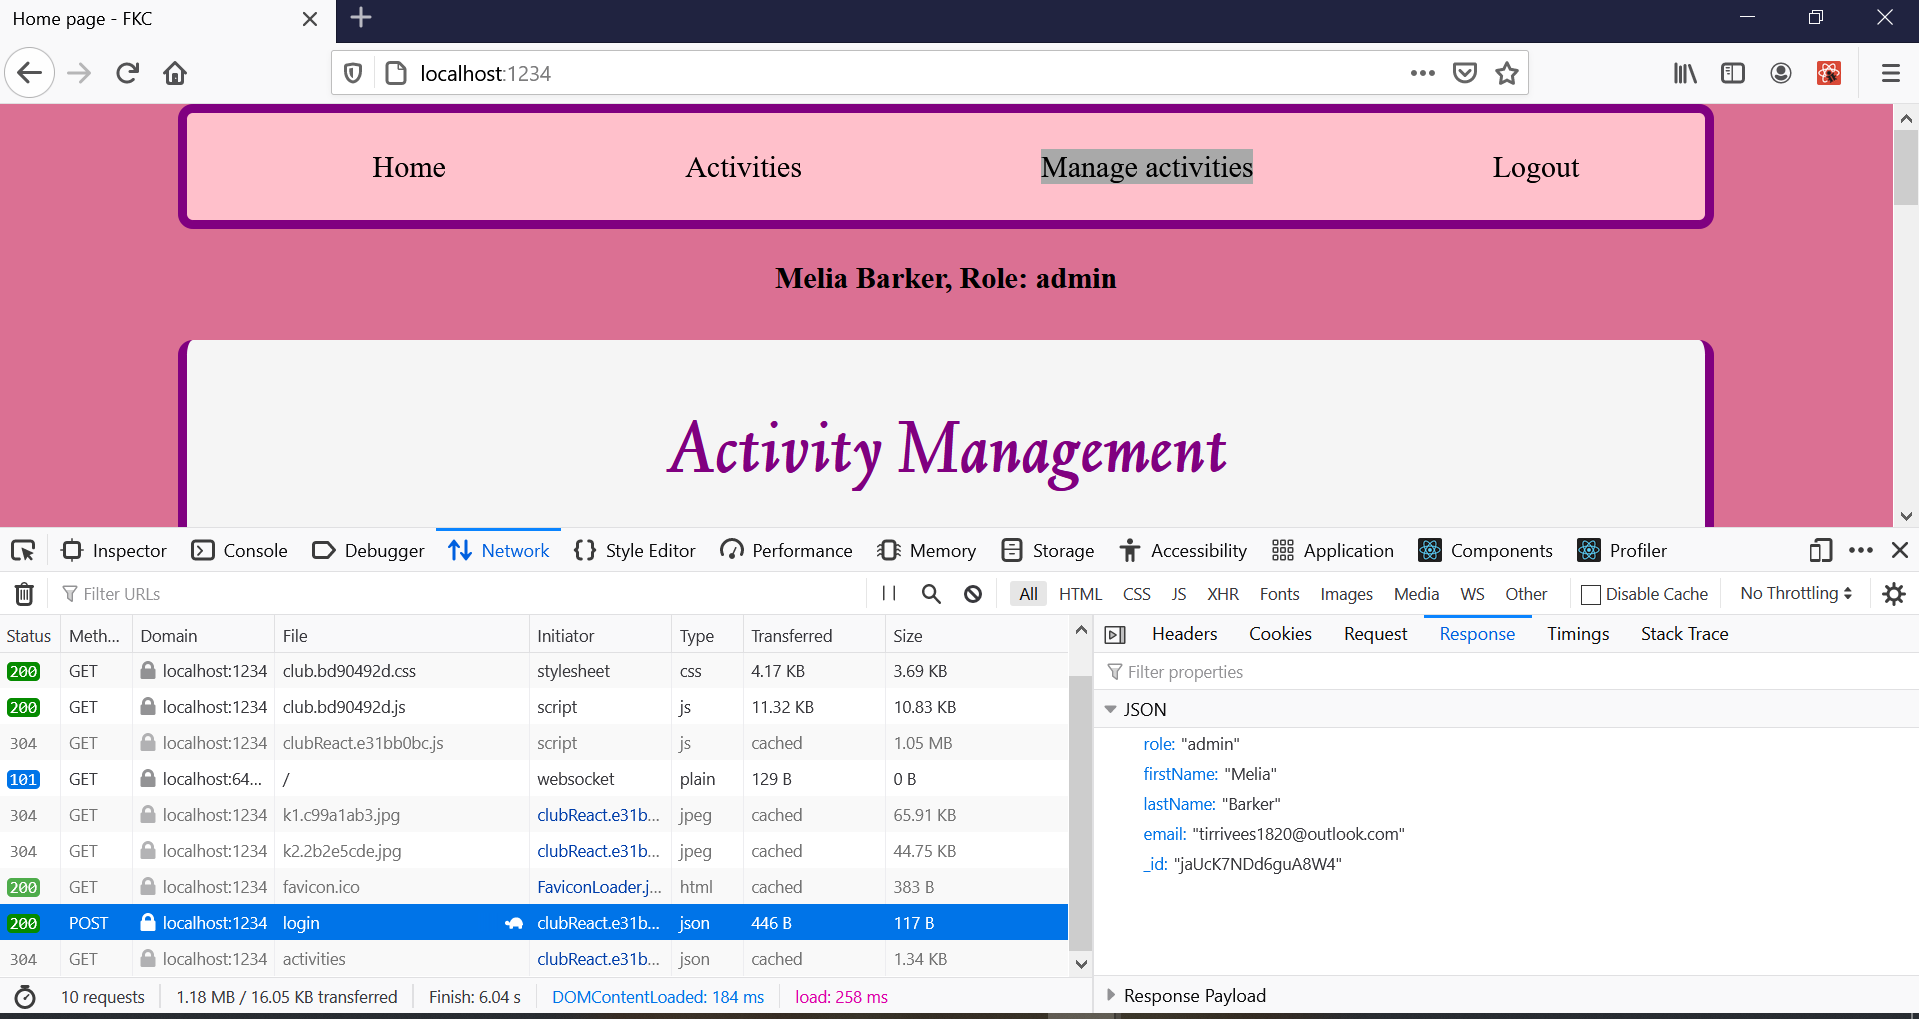 Home page - FKC
localhost:1234
Home Activities Manage activities Logout
Melia Barker, Role: admin
Activity Management
Inspector Console Debugger Network Style Editor Performance Memory Storage Accessibility Application Components Profiler
Filter URLs All HTML CSS JS XHR Fonts Images Media WS Other Disable Cache No Throttling
Status Meth... Domain File Initiator Type Transferred Size
200 GET localhost:1234 club.bd90492d.css stylesheet css 4.17 KB 3.69 KB
200 GET localhost:1234 club.bd90492d.js script js 11.32 KB 10.83 KB
304 GET localhost:1234 clubReact.e31bb0bc.js script js cached 1.05 MB
101 GET localhost:64... / websocket plain 129 B 0 B
304 GET localhost:1234 k1.c99a1ab3.jpg clubReact.e31b... jpeg cached 65.91 KB
304 GET localhost:1234 k2.2b2e5cde.jpg clubReact.e31b... jpeg cached 44.75 KB
200 GET localhost:1234 favicon.ico FaviconLoader.j... html cached 383 B
200 POST localhost:1234 login clubReact.e31b... json 446 B 117 B
304 GET localhost:1234 activities clubReact.e31b... json cached 1.34 KB
10 requests 1.18 MB / 16.05 KB transferred Finish: 6.04 s DOMContentLoaded: 184 ms load: 258 ms
Headers Cookies Request Response Timings Stack Trace
Filter properties
JSON
role: "admin"
firstName: "Melia"
lastName: "Barker"
email: "tirrivees1820@outlook.com"
_id: "jaUcK7NDd6guA8W4"
Response Payload